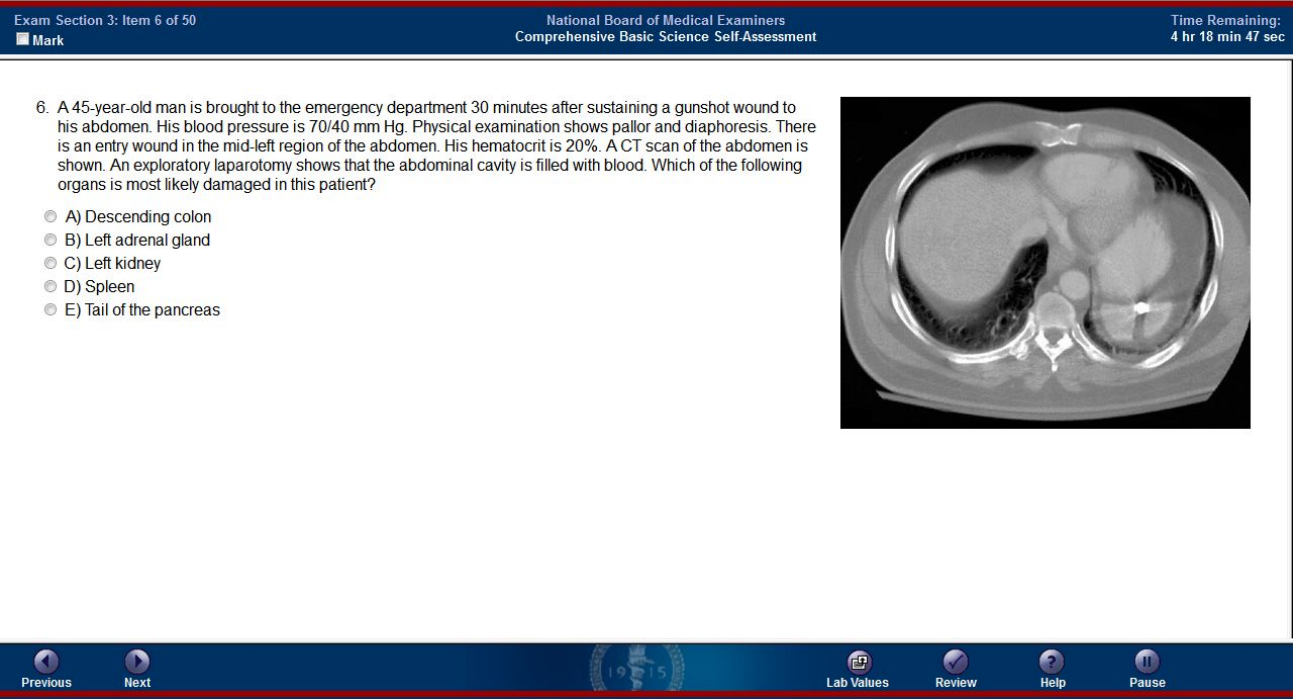 Exam Section 3: Item 6 of 50
National Board of Medical Examiners
Time Remaining:
Mark
Comprehensive Basic Science Self-Assessment
4 hr 18 min 47 sec
6. A 45-year-old man is brought to the emergency department 30 minutes after sustaining a gunshot wound to
his abdomen. His blood pressure is 70/40 mm Hg. Physical examination shows pallor and diaphoresis. There
is an entry wound in the mid-left region of the abdomen. His hematocrit is 20%. A CT scan of the abdomen is
shown. An exploratory laparotomy shows that the abdominal cavity is filled with blood. Which of the following
organs is most likely damaged in this patient?
A) Descending colon
B) Left adrenal gland
C) Left kidney
D) Spleen
E) Tail of the pancreas
1915
Previous
Next
Lab Values
Review
Help
Pause